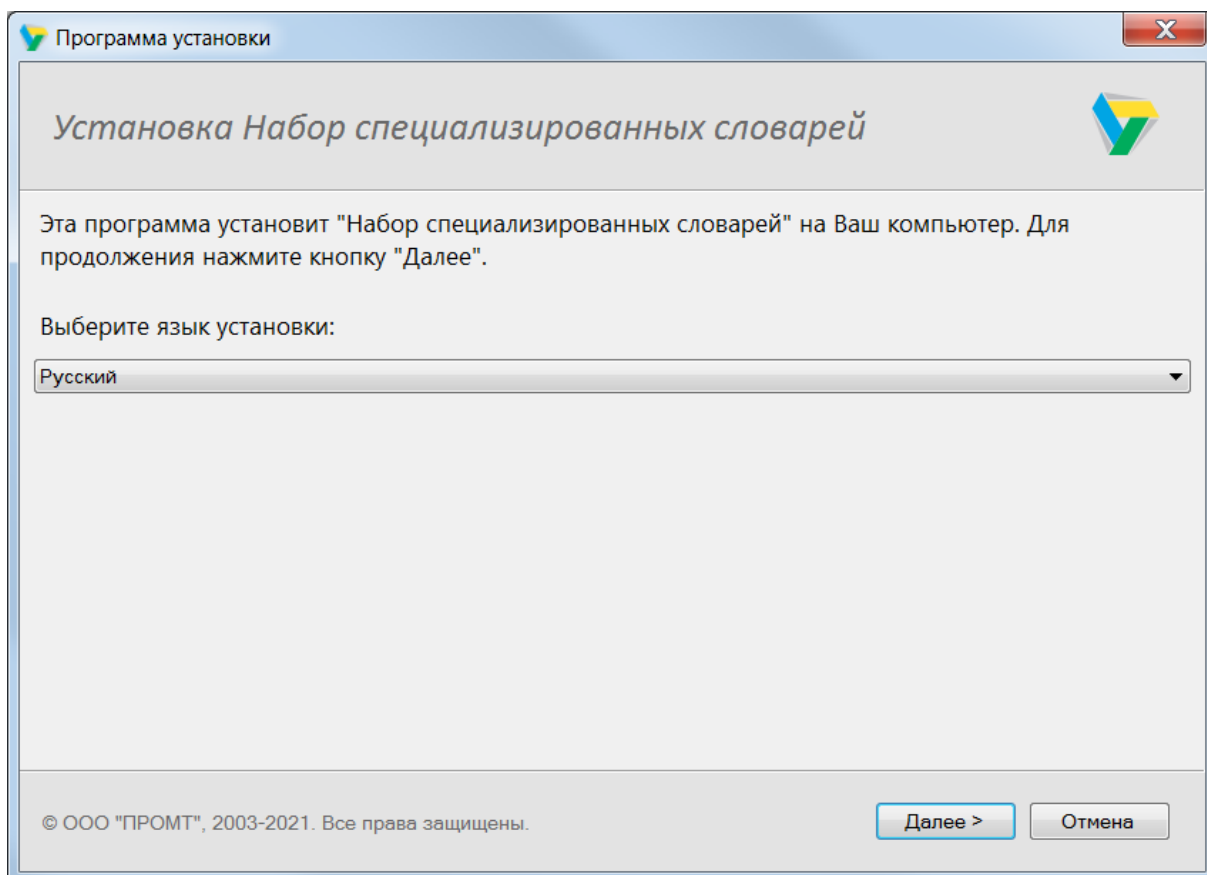 Программа установки
Установка Набор специализированных словарей
Эта программа установит "Набор специализированных словарей" на Ваш компьютер. Для
продолжения нажмите кнопку "Далее".
Выберите язык установки:
Русский
© ООО "ПРОМТ", 2003-2021. Все права защищены.
Далее >
Отмена